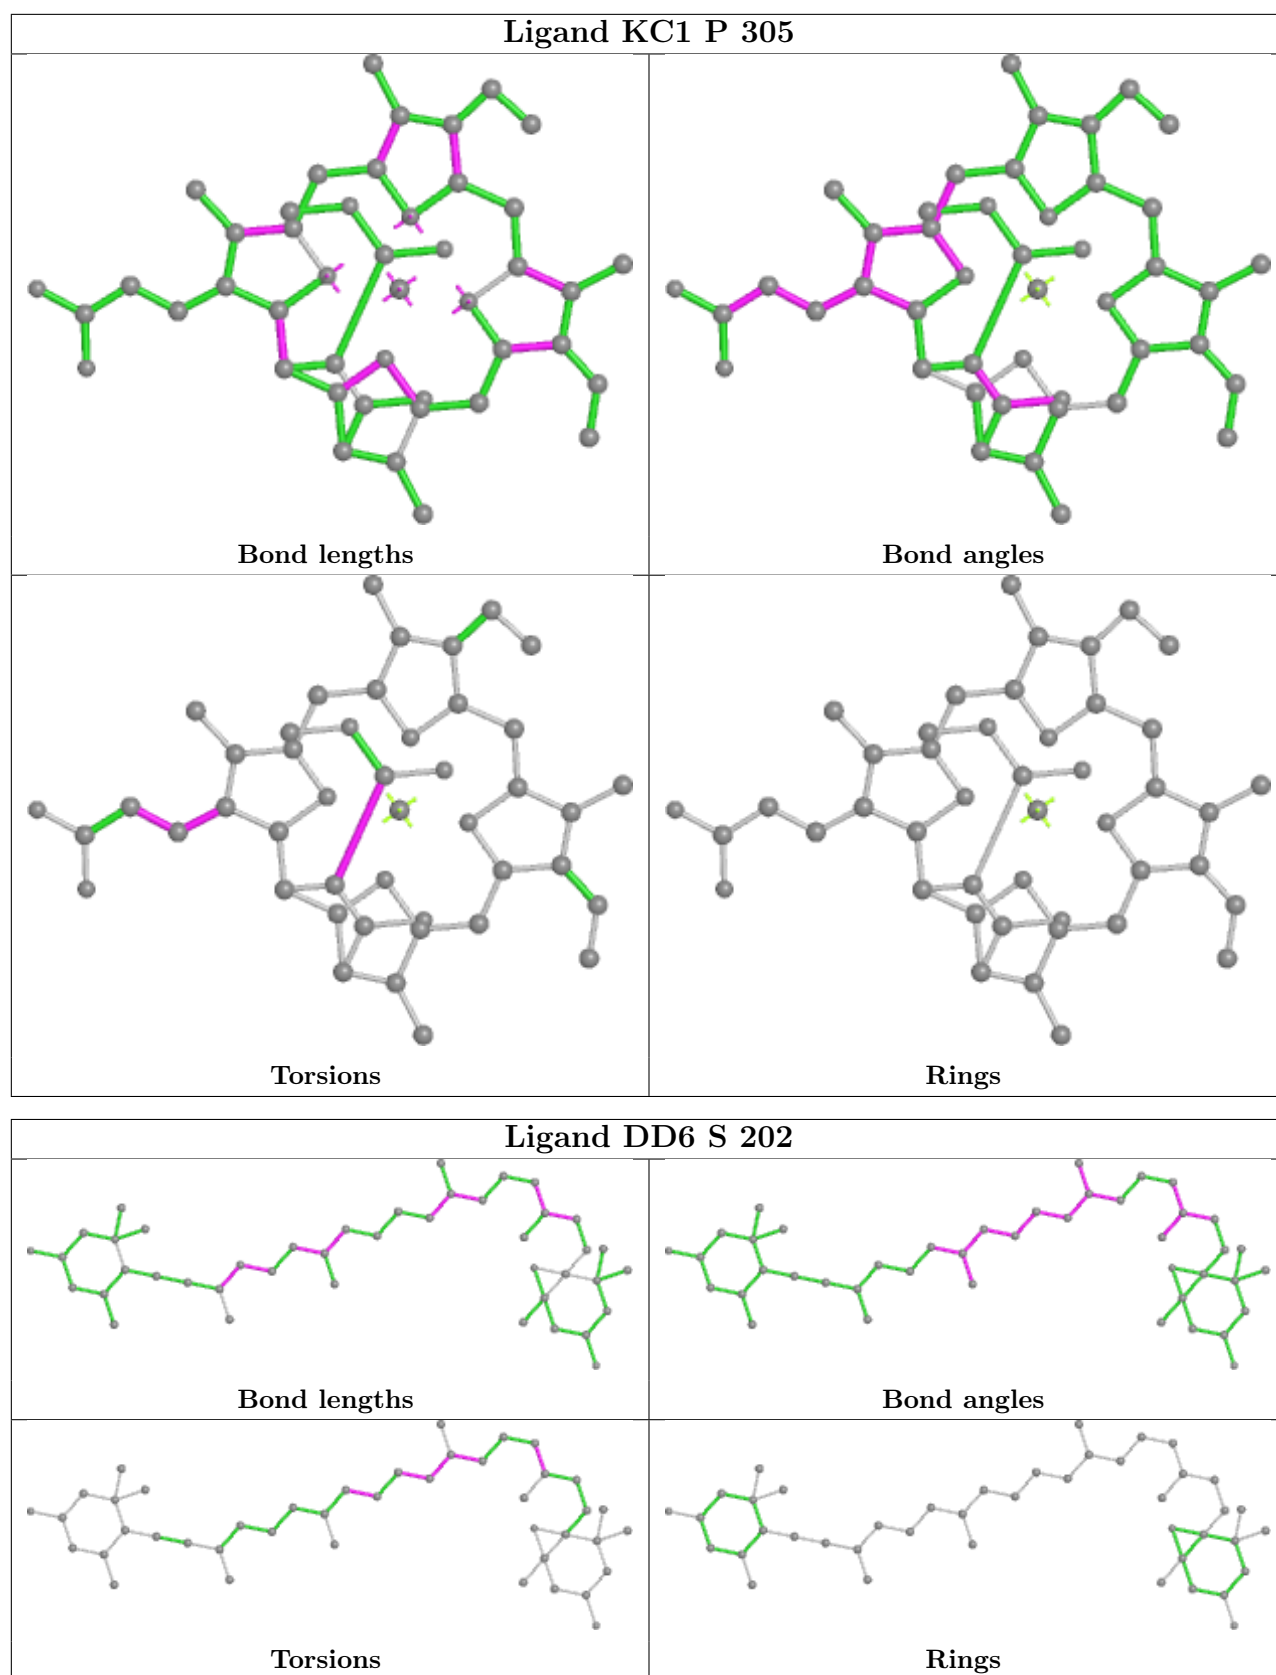 Ligand KC1 P 305
Bond lengths
Bond angles
Torsions
Rings
Ligand DD6 S 202
Bond lengths
Bond angles
Torsions
Rings